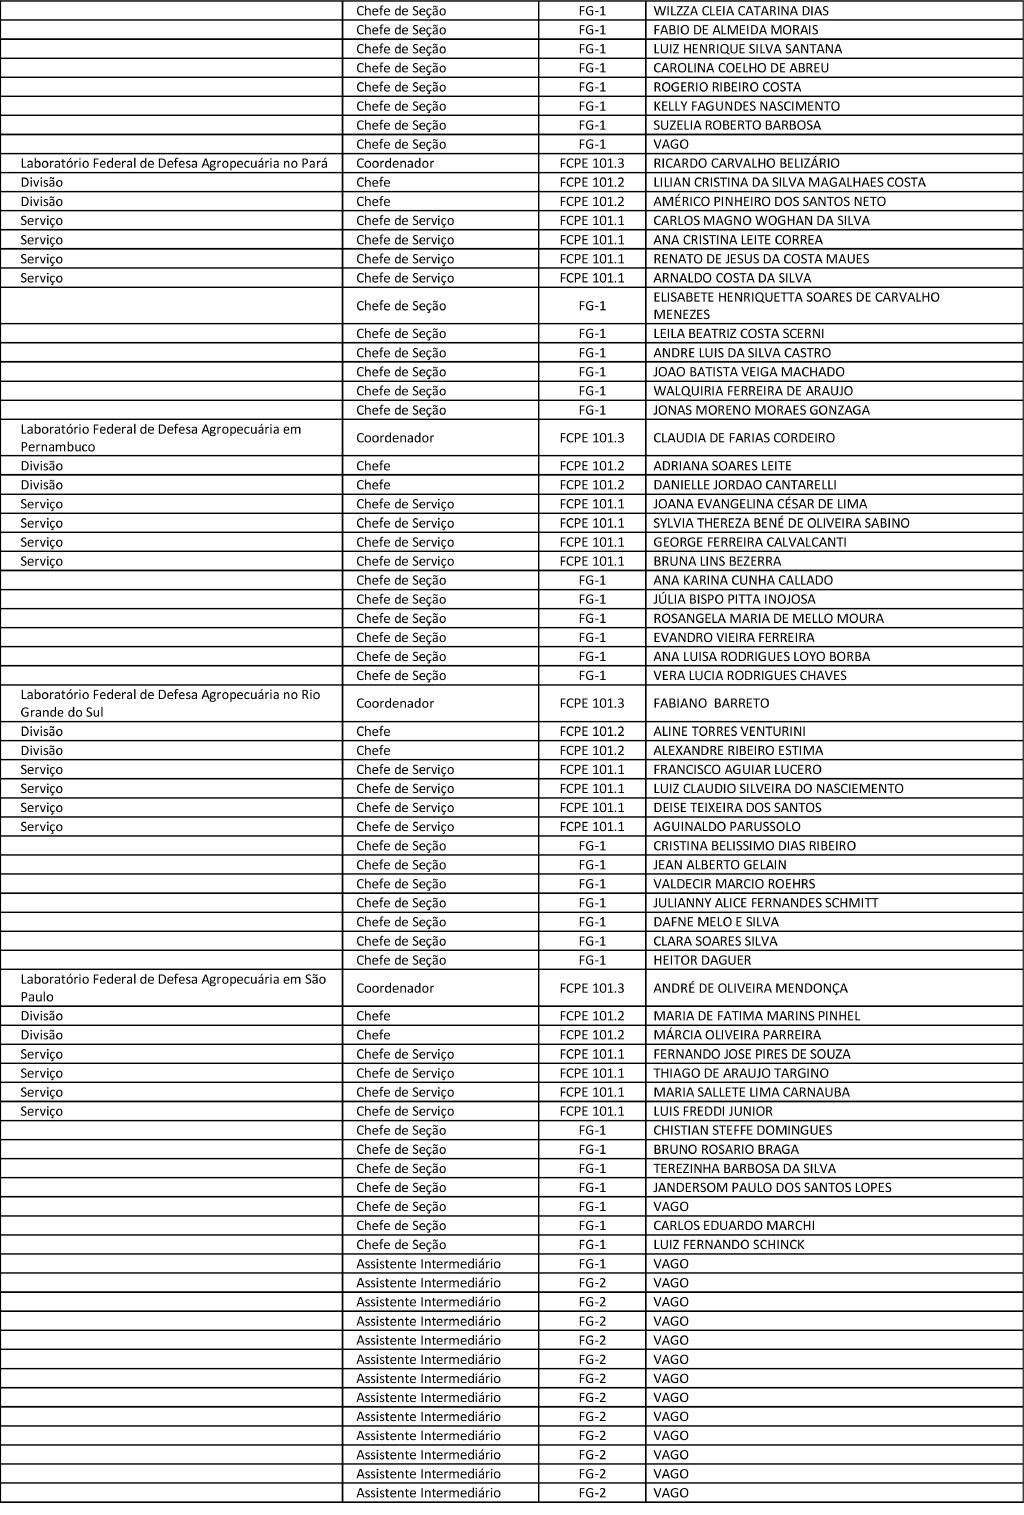 Chefe de Seção FG-1 WILZZA CLEIA CATARINA DIAS
Chefe de Seção FG-1 FABIO DE ALMEIDA MORAIS
Chefe de Seção FG-1 LUIZ HENRIQUE SILVA SANTANA
Chefe de Seção FG-1 CAROLINA COELHO DE ABREU
Chefe de Seção FG-1 ROGERIO RIBEIRO COSTA
Chefe de Seção FG-1 KELLY FAGUNDES NASCIMENTO
Chefe de Seção FG-1 SUZELIA ROBERTO BARBOSA
Chefe de Seção FG-1 VAGO
Laboratório Federal de Defesa Agropecuária no Pará Coordenador FCPE 101.3 RICARDO CARVALHO BELIZÁRIO
Divisão Chefe FCPE 101.2 LILIAN CRISTINA DA SILVA MAGALHAES COSTA
Divisão Chefe FCPE 101.2 AMÉRICO PINHEIRO DOS SANTOS NETO
Serviço Chefe de Serviço FCPE 101.1 CARLOS MAGNO WOGHAN DA SILVA
Serviço Chefe de Serviço FCPE 101.1 ANA CRISTINA LEITE CORREA
Serviço Chefe de Serviço FCPE 101.1 RENATO DE JESUS DA COSTA MAUES
Serviço Chefe de Serviço FCPE 101.1 ARNALDO COSTA DA SILVA
Chefe de Seção FG-1 ELISABETE HENRIQUETTA SOARES DE CARVALHO
MENEZES
Chefe de Seção FG-1 LEILA BEATRIZ COSTA SCERNI
Chefe de Seção FG-1 ANDRE LUIS DA SILVA CASTRO
Chefe de Seção FG-1 JOAO BATISTA VEIGA MACHADO
Chefe de Seção FG-1 WALQUIRIA FERREIRA DE ARAUJO
Chefe de Seção FG-1 JONAS MORENO MORAES GONZAGA
Laboratório Federal de Defesa Agropecuária em
Pernambuco Coordenador FCPE 101.3 CLAUDIA DE FARIAS CORDEIRO
Divisão Chefe FCPE 101.2 ADRIANA SOARES LEITE
Divisão Chefe FCPE 101.2 DANIELLE JORDAO CANTARELLI
Serviço Chefe de Serviço FCPE 101.1 JOANA EVANGELINA CÉSAR DE LIMA
Serviço Chefe de Serviço FCPE 101.1 SYLVIA THEREZA BENÉ DE OLIVEIRA SABINO
Serviço Chefe de Serviço FCPE 101.1 GEORGE FERREIRA CALVALCANTI
Serviço Chefe de Serviço FCPE 101.1 BRUNA LINS BEZERRA
Chefe de Seção FG-1 ANA KARINA CUNHA CALLADO
Chefe de Seção FG-1 JÚLIA BISPO PITTA INOJOSA
Chefe de Seção FG-1 ROSANGELA MARIA DE MELLO MOURA
Chefe de Seção FG-1 EVANDRO VIEIRA FERREIRA
Chefe de Seção FG-1 ANA LUISA RODRIGUES LOYO BORBA
Chefe de Seção FG-1 VERA LUCIA RODRIGUES CHAVES
Laboratório Federal de Defesa Agropecuária no Rio
Grande do Sul Coordenador FCPE 101.3 FABIANO BARRETO
Divisão Chefe FCPE 101.2 ALINE TORRES VENTURINI
Divisão Chefe FCPE 101.2 ALEXANDRE RIBEIRO ESTIMA
Serviço Chefe de Serviço FCPE 101.1 FRANCISCO AGUIAR LUCERO
Serviço Chefe de Serviço FCPE 101.1 LUIZ CLAUDIO SILVEIRA DO NASCIEMENTO
Serviço Chefe de Serviço FCPE 101.1 DEISE TEIXEIRA DOS SANTOS
Serviço Chefe de Serviço FCPE 101.1 AGUINALDO PARUSSOLO
Chefe de Seção FG-1 CRISTINA BELISSIMO DIAS RIBEIRO
Chefe de Seção FG-1 JEAN ALBERTO GELAIN
Chefe de Seção FG-1 VALDECIR MARCIO ROEHRS
Chefe de Seção FG-1 JULIANNY ALICE FERNANDES SCHMITT
Chefe de Seção FG-1 DAFNE MELO E SILVA
Chefe de Seção FG-1 CLARA SOARES SILVA
Chefe de Seção FG-1 HEITOR DAGUER
Laboratório Federal de Defesa Agropecuária em São
Paulo Coordenador FCPE 101.3 ANDRÉ DE OLIVEIRA MENDONÇA
Divisão Chefe FCPE 101.2 MARIA DE FATIMA MARINS PINHEL
Divisão Chefe FCPE 101.2 MÁRCIA OLIVEIRA PARREIRA
Serviço Chefe de Serviço FCPE 101.1 FERNANDO JOSE PIRES DE SOUZA
Serviço Chefe de Serviço FCPE 101.1 THIAGO DE ARAUJO TARGINO
Serviço Chefe de Serviço FCPE 101.1 MARIA SALLETE LIMA CARNAUBA
Serviço Chefe de Serviço FCPE 101.1 LUIS FREDDI JUNIOR
Chefe de Seção FG-1 CHISTIAN STEFFE DOMINGUES
Chefe de Seção FG-1 BRUNO ROSARIO BRAGA
Chefe de Seção FG-1 TEREZINHA BARBOSA DA SILVA
Chefe de Seção FG-1 JANDERSOM PAULO DOS SANTOS LOPES
Chefe de Seção FG-1 VAGO
Chefe de Seção FG-1 CARLOS EDUARDO MARCHI
Chefe de Seção FG-1 LUIZ FERNANDO SCHINCK
Assistente Intermediário FG-1 VAGO
Assistente Intermediário FG-2 VAGO
Assistente Intermediário FG-2 VAGO
Assistente Intermediário FG-2 VAGO
Assistente Intermediário FG-2 VAGO
Assistente Intermediário FG-2 VAGO
Assistente Intermediário FG-2 VAGO
Assistente Intermediário FG-2 VAGO
Assistente Intermediário FG-2 VAGO
Assistente Intermediário FG-2 VAGO
Assistente Intermediário FG-2 VAGO
Assistente Intermediário FG-2 VAGO
Assistente Intermediário FG-2 VAGO